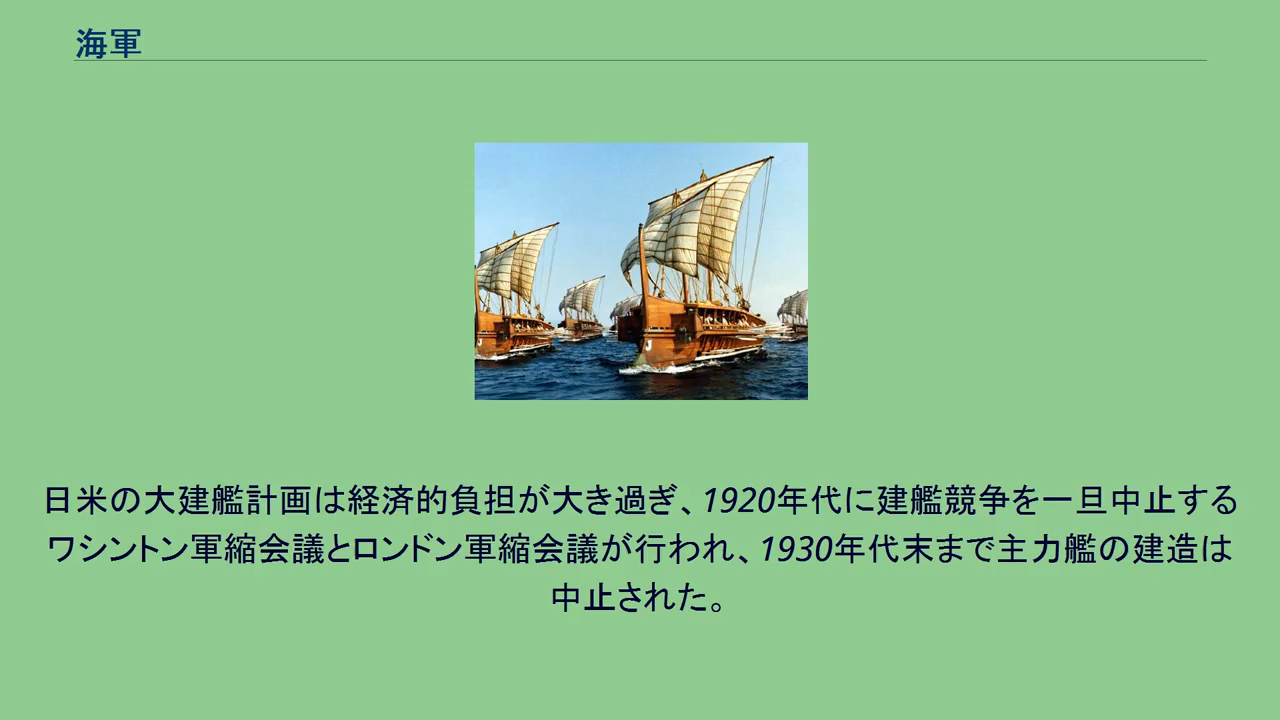 海軍
日米の大建艦計画は経済的負担が大き過ぎ、1920年代に建艦競争を一旦中止する
ワシントン軍縮会議とロンドン軍縮会議が行われ、1930年代末まで主力艦の建造は
中止された。